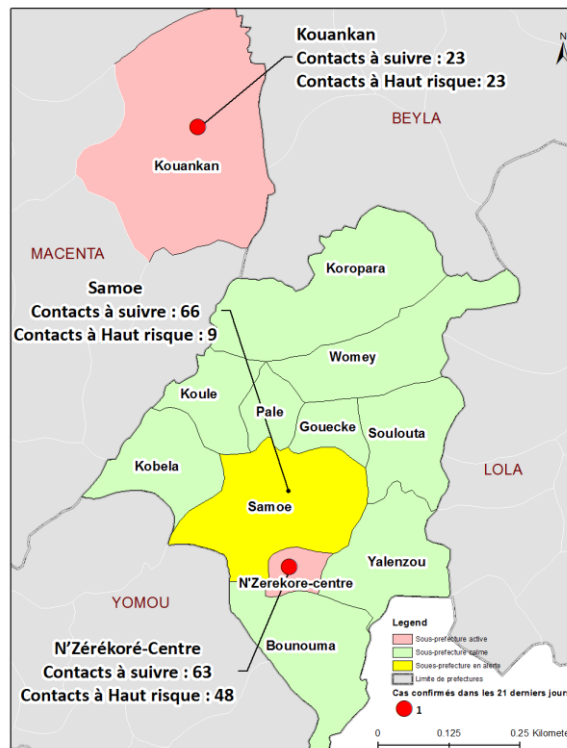 Kouankan
Contacts à suivre : 23
Contacts à Haut risque: 23
N
BEYLA
Kouankan
MACENTA
Koropara
Samoe
Contacts à suivre : 66
Contacts à Haut risque : 9
Womey
Koule
Pale
Gouecke
Soulouta
Kobela
LOLA
Samoe
Yalenzou
N'Zerekore-centre
YOMOU
Bounouma
N'Zérékoré-Centre
Contacts à suivre : 63
Contacts à Haut risque : 48
Legend
Sous-prefecture active
Sous-prefecture calme
Soues-prefecture en alerte
Limite de prefectures
Cas confirmés dans les 21 derniers jours
1
0 0.125 0.25 Kilomete